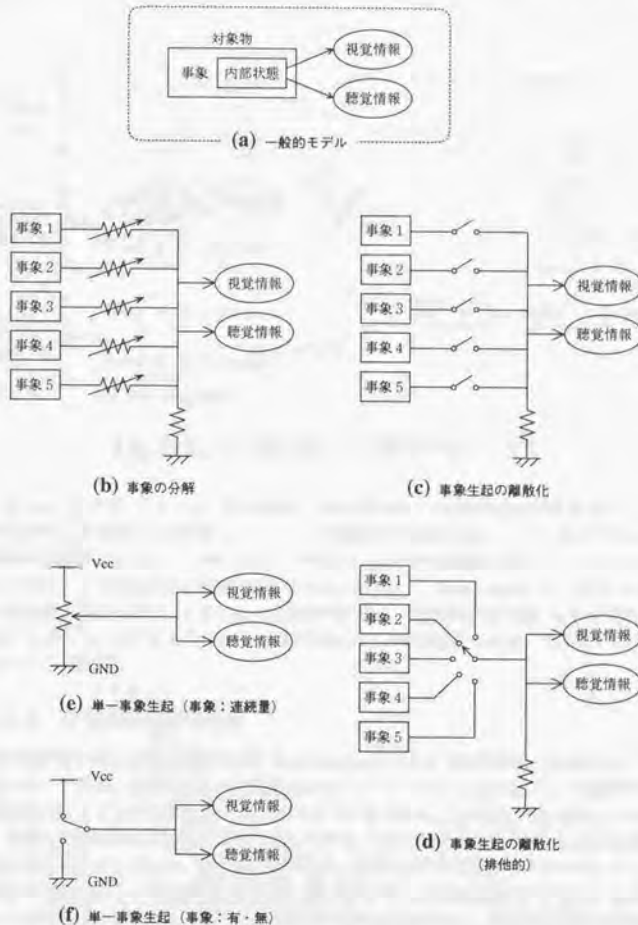 対象物
事象
内部状態
視覚情報
聴覚情報
(a) 一般的モデル
事象1
事象2
事象3
事象4
事象5
視覚情報
聴覚情報
(b) 事象の分解
事象1
事象2
事象3
事象4
事象5
視覚情報
聴覚情報
(c) 事象生起の離散化
Vcc
GND
視覚情報
聴覚情報
(e) 単一事象生起（事象：連続量）
事象1
事象2
事象3
事象4
事象5
視覚情報
聴覚情報
(d) 事象生起の離散化
（排他的）
Vcc
GND
視覚情報
聴覚情報
(f) 単一事象生起（事象：有・無）